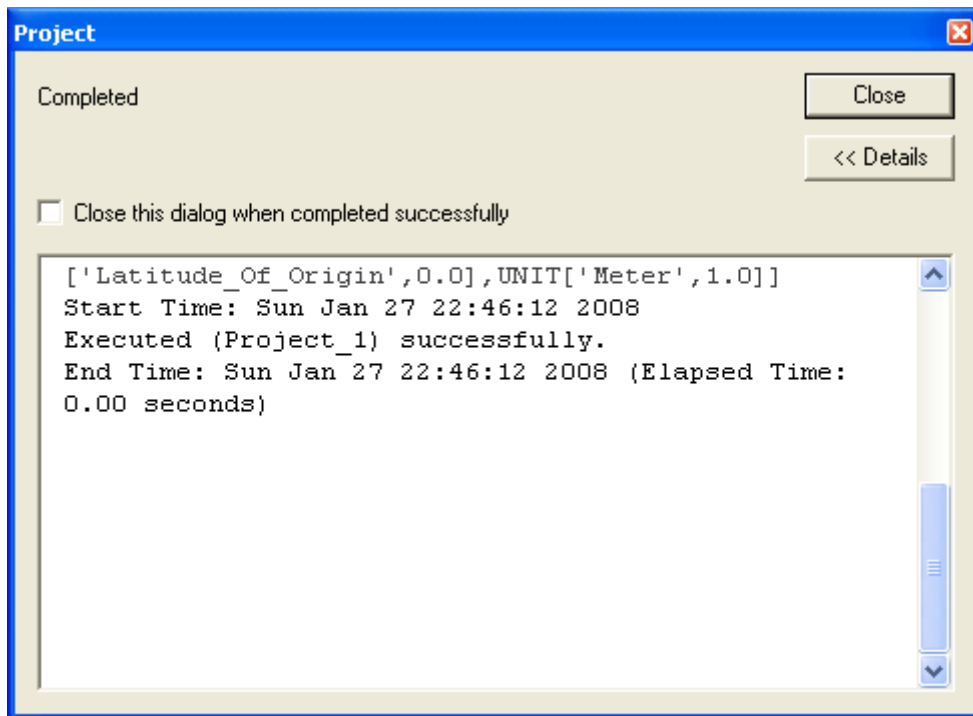 Project
Completed
Close
<< Details
Close this dialog when completed successfully
['Latitude_Of_Origin',0.0],UNIT['Meter',1.0]]
Start Time: Sun Jan 27 22:46:12 2008
Executed (Project_1) successfully.
End Time: Sun Jan 27 22:46:12 2008 (Elapsed Time:
0.00 seconds)